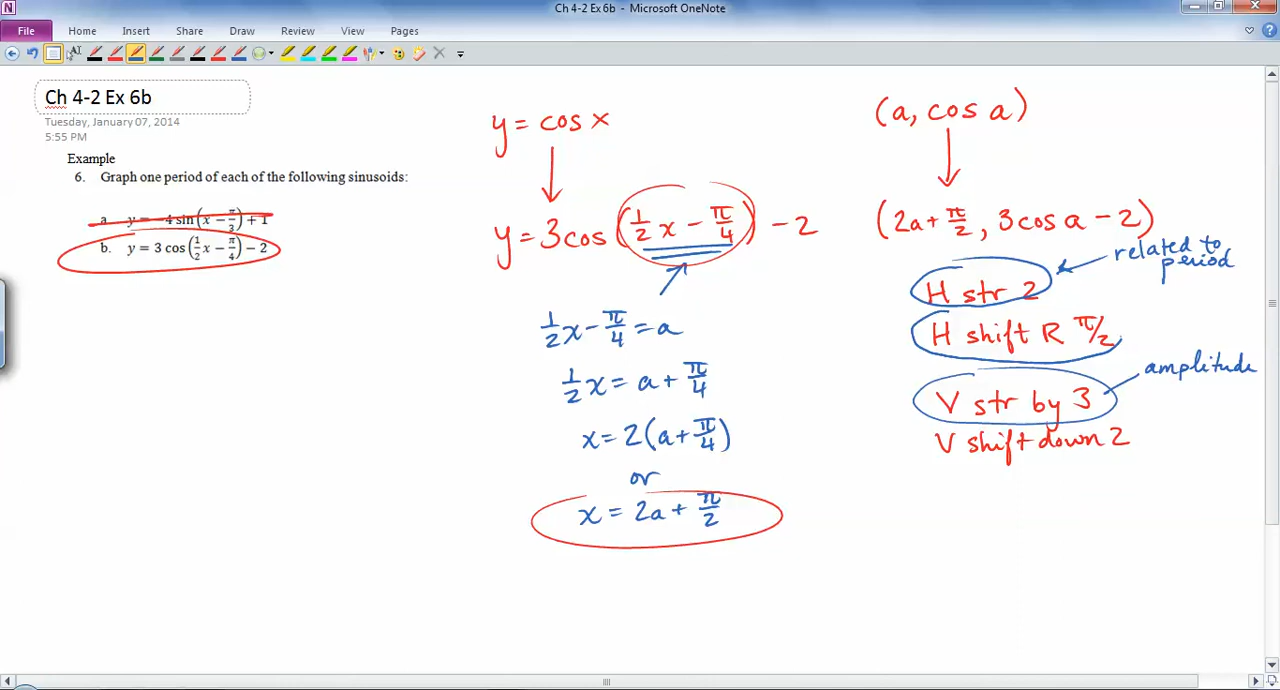 Ch 4-2 Ex 6b - Microsoft OneNote
File Home Insert Share Draw Review View Pages
Ch 4-2 Ex 6b
Tuesday, January 07, 2014
5:55 PM
Example
6. Graph one period of each of the following sinusoids:
a. y = -4 sin(x - π/3) + 1
b. y = 3 cos(1/2 x - π/4) - 2
y = cos x
y = 3cos(1/2 x - π/4) - 2
1/2 x - π/4 = a
1/2 x = a + π/4
x = 2(a + π/4)
or
x = 2a + π/2
(a, cos a)
(2a + π/2, 3cos a - 2)
related to
period
H str 2
H shift R π/2
amplitude
V str by 3
V shift down 2